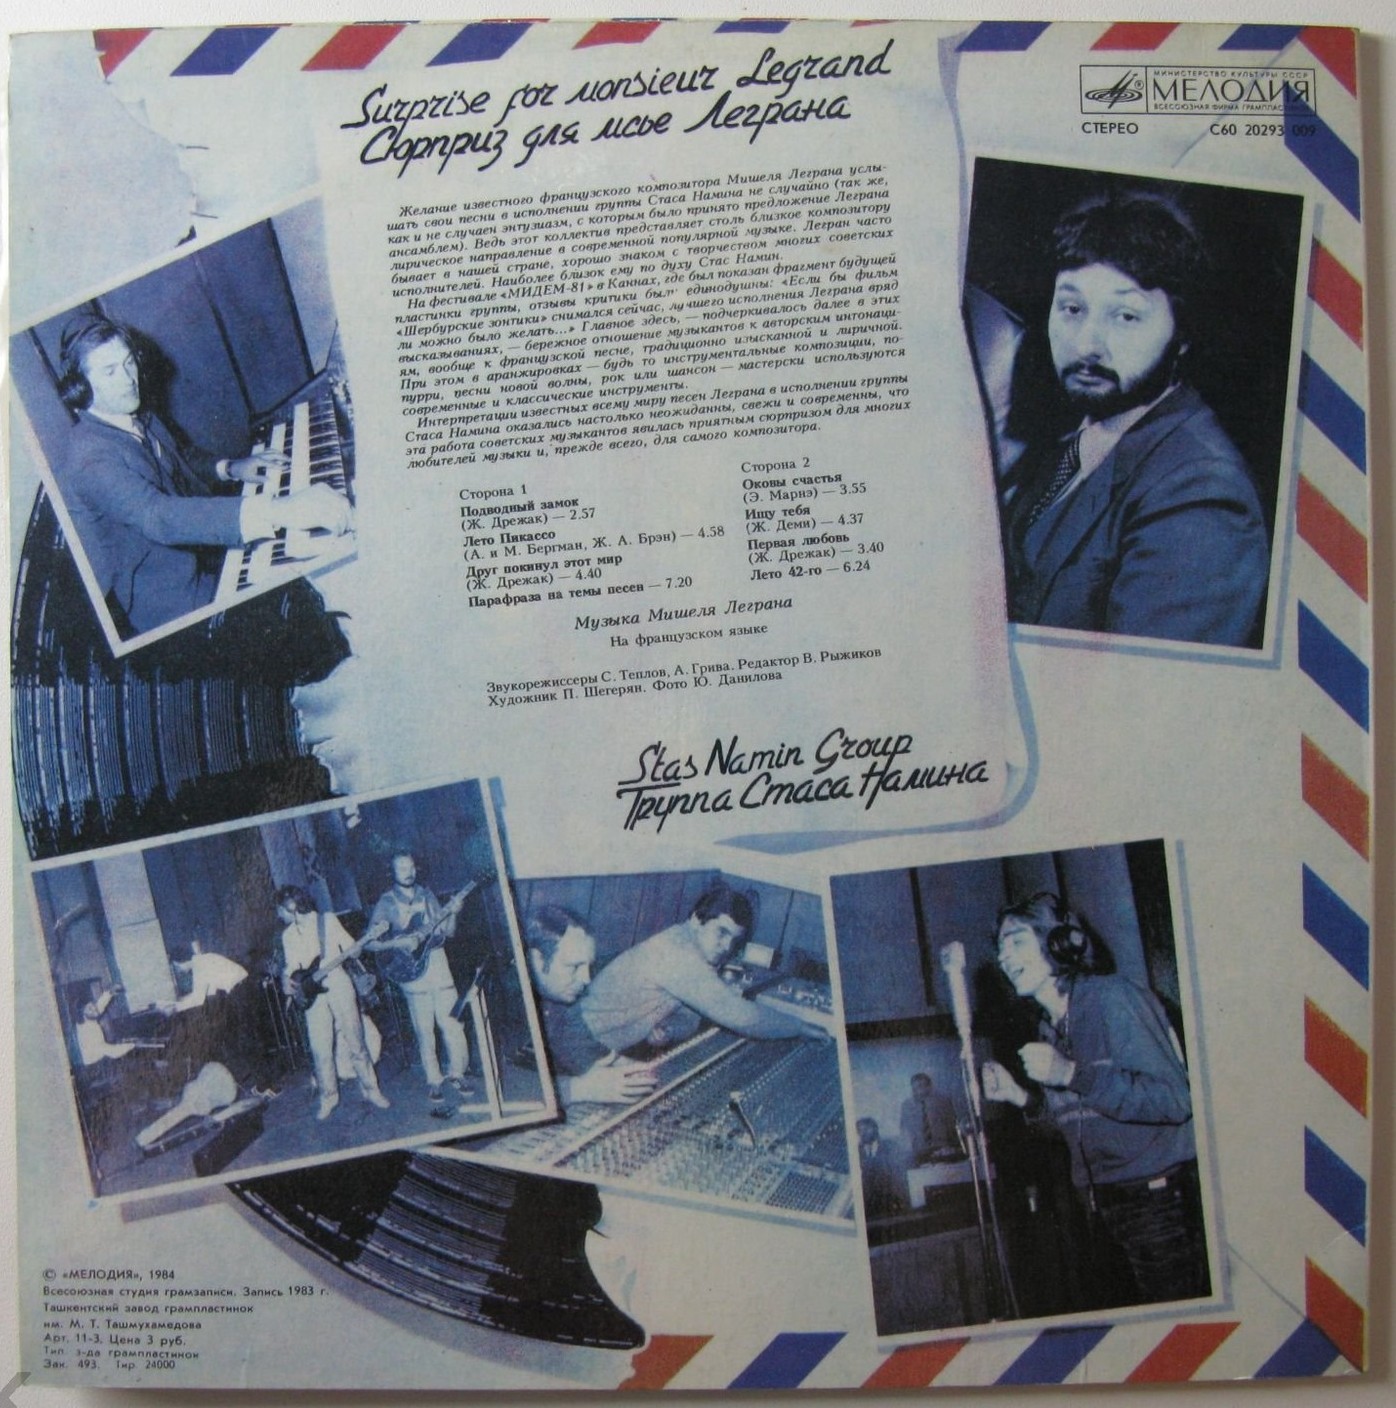 Surprise for monsieur Legrand
Сюрприз для мсье Леграна
МИНИСТЕРСТВО КУЛЬТУРЫ СССР
МЕЛОДИЯ
ВСЕСОЮЗНАЯ ФИРМА ГРАМПЛАСТИНОК
СТЕРЕО С60 20293 009
Желание известного французского композитора Мишеля Леграна услы-
шать свои песни в исполнении группы Стаса Намина не случайно (так же,
как и не случаен энтузиазм, с которым было принято предложение Леграна
ансамблем). Ведь этот коллектив представляет столь близкое композитору
лирическое направление в современной популярной музыке. Легран часто
бывает в нашей стране, хорошо знаком с творчеством многих советских
исполнителей. Наиболее близок ему по духу Стас Намин.
На фестивале «МИДЕМ-81» в Каннах, где был показан фрагмент будущей
пластинки группы, отзывы критики были единодушны: «Если бы фильм
«Шербурские зонтики» снимался сейчас, лучшего исполнения Леграна вряд
ли можно было желать...» Главное здесь, — подчеркивалось далее в этих
высказываниях, — бережное отношение музыкантов к авторским интонаци-
ям, вообще к французской песне, традиционно изысканной и лиричной.
При этом в аранжировках — будь то инструментальные композиции, по-
пурри, песни новой волны, рок или шансон — мастерски используются
современные и классические инструменты.
Интерпретации известных всему миру песен Леграна в исполнении группы
Стаса Намина оказались настолько неожиданны, свежи и современны, что
эта работа советских музыкантов явилась приятным сюрпризом для многих
любителей музыки и, прежде всего, для самого композитора.
Сторона 1
Подводный замок
(Ж. Дрежак) — 2.57
Лето Пикассо
(А. и М. Бергман, Ж. А. Брэн) — 4.58
Друг покинул этот мир
(Ж. Дрежак) — 4.40
Парафраза на темы песен — 7.20
Сторона 2
Оковы счастья
(Э. Марнэ) — 3.55
Ищу тебя
(Ж. Деми) — 4.37
Первая любовь
(Ж. Дрежак) — 3.40
Лето 42-го — 6.24
Музыка Мишеля Леграна
На французском языке
Звукорежиссеры С. Теплов, А. Грива. Редактор В. Рыжиков
Художник П. Шегерян. Фото Ю. Данилова
Stas Namin Group
Группа Стаса Намина
© «МЕЛОДИЯ», 1984
Всесоюзная студия грамзаписи. Запись 1983 г.
Ташкентский завод грампластинок
им. М. Т. Ташмухамедова
Арт. 11-3. Цена 3 руб.
Тип. з-да грампластинок
Зак. 493. Тир. 24000